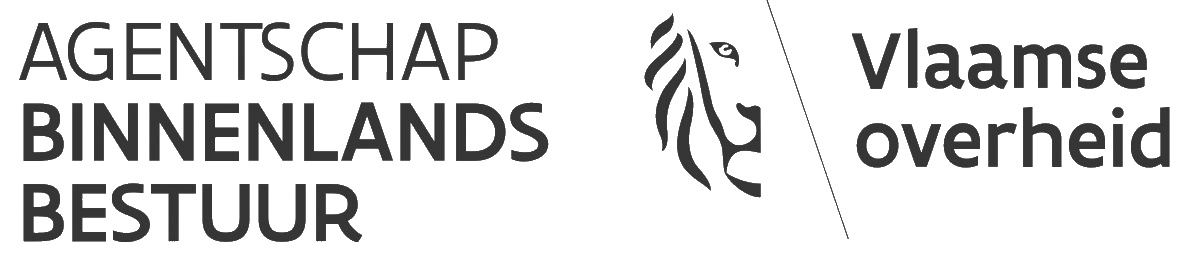 AGENTSCHAP
BINNENLANDS
BESTUUR
Vlaamse
overheid